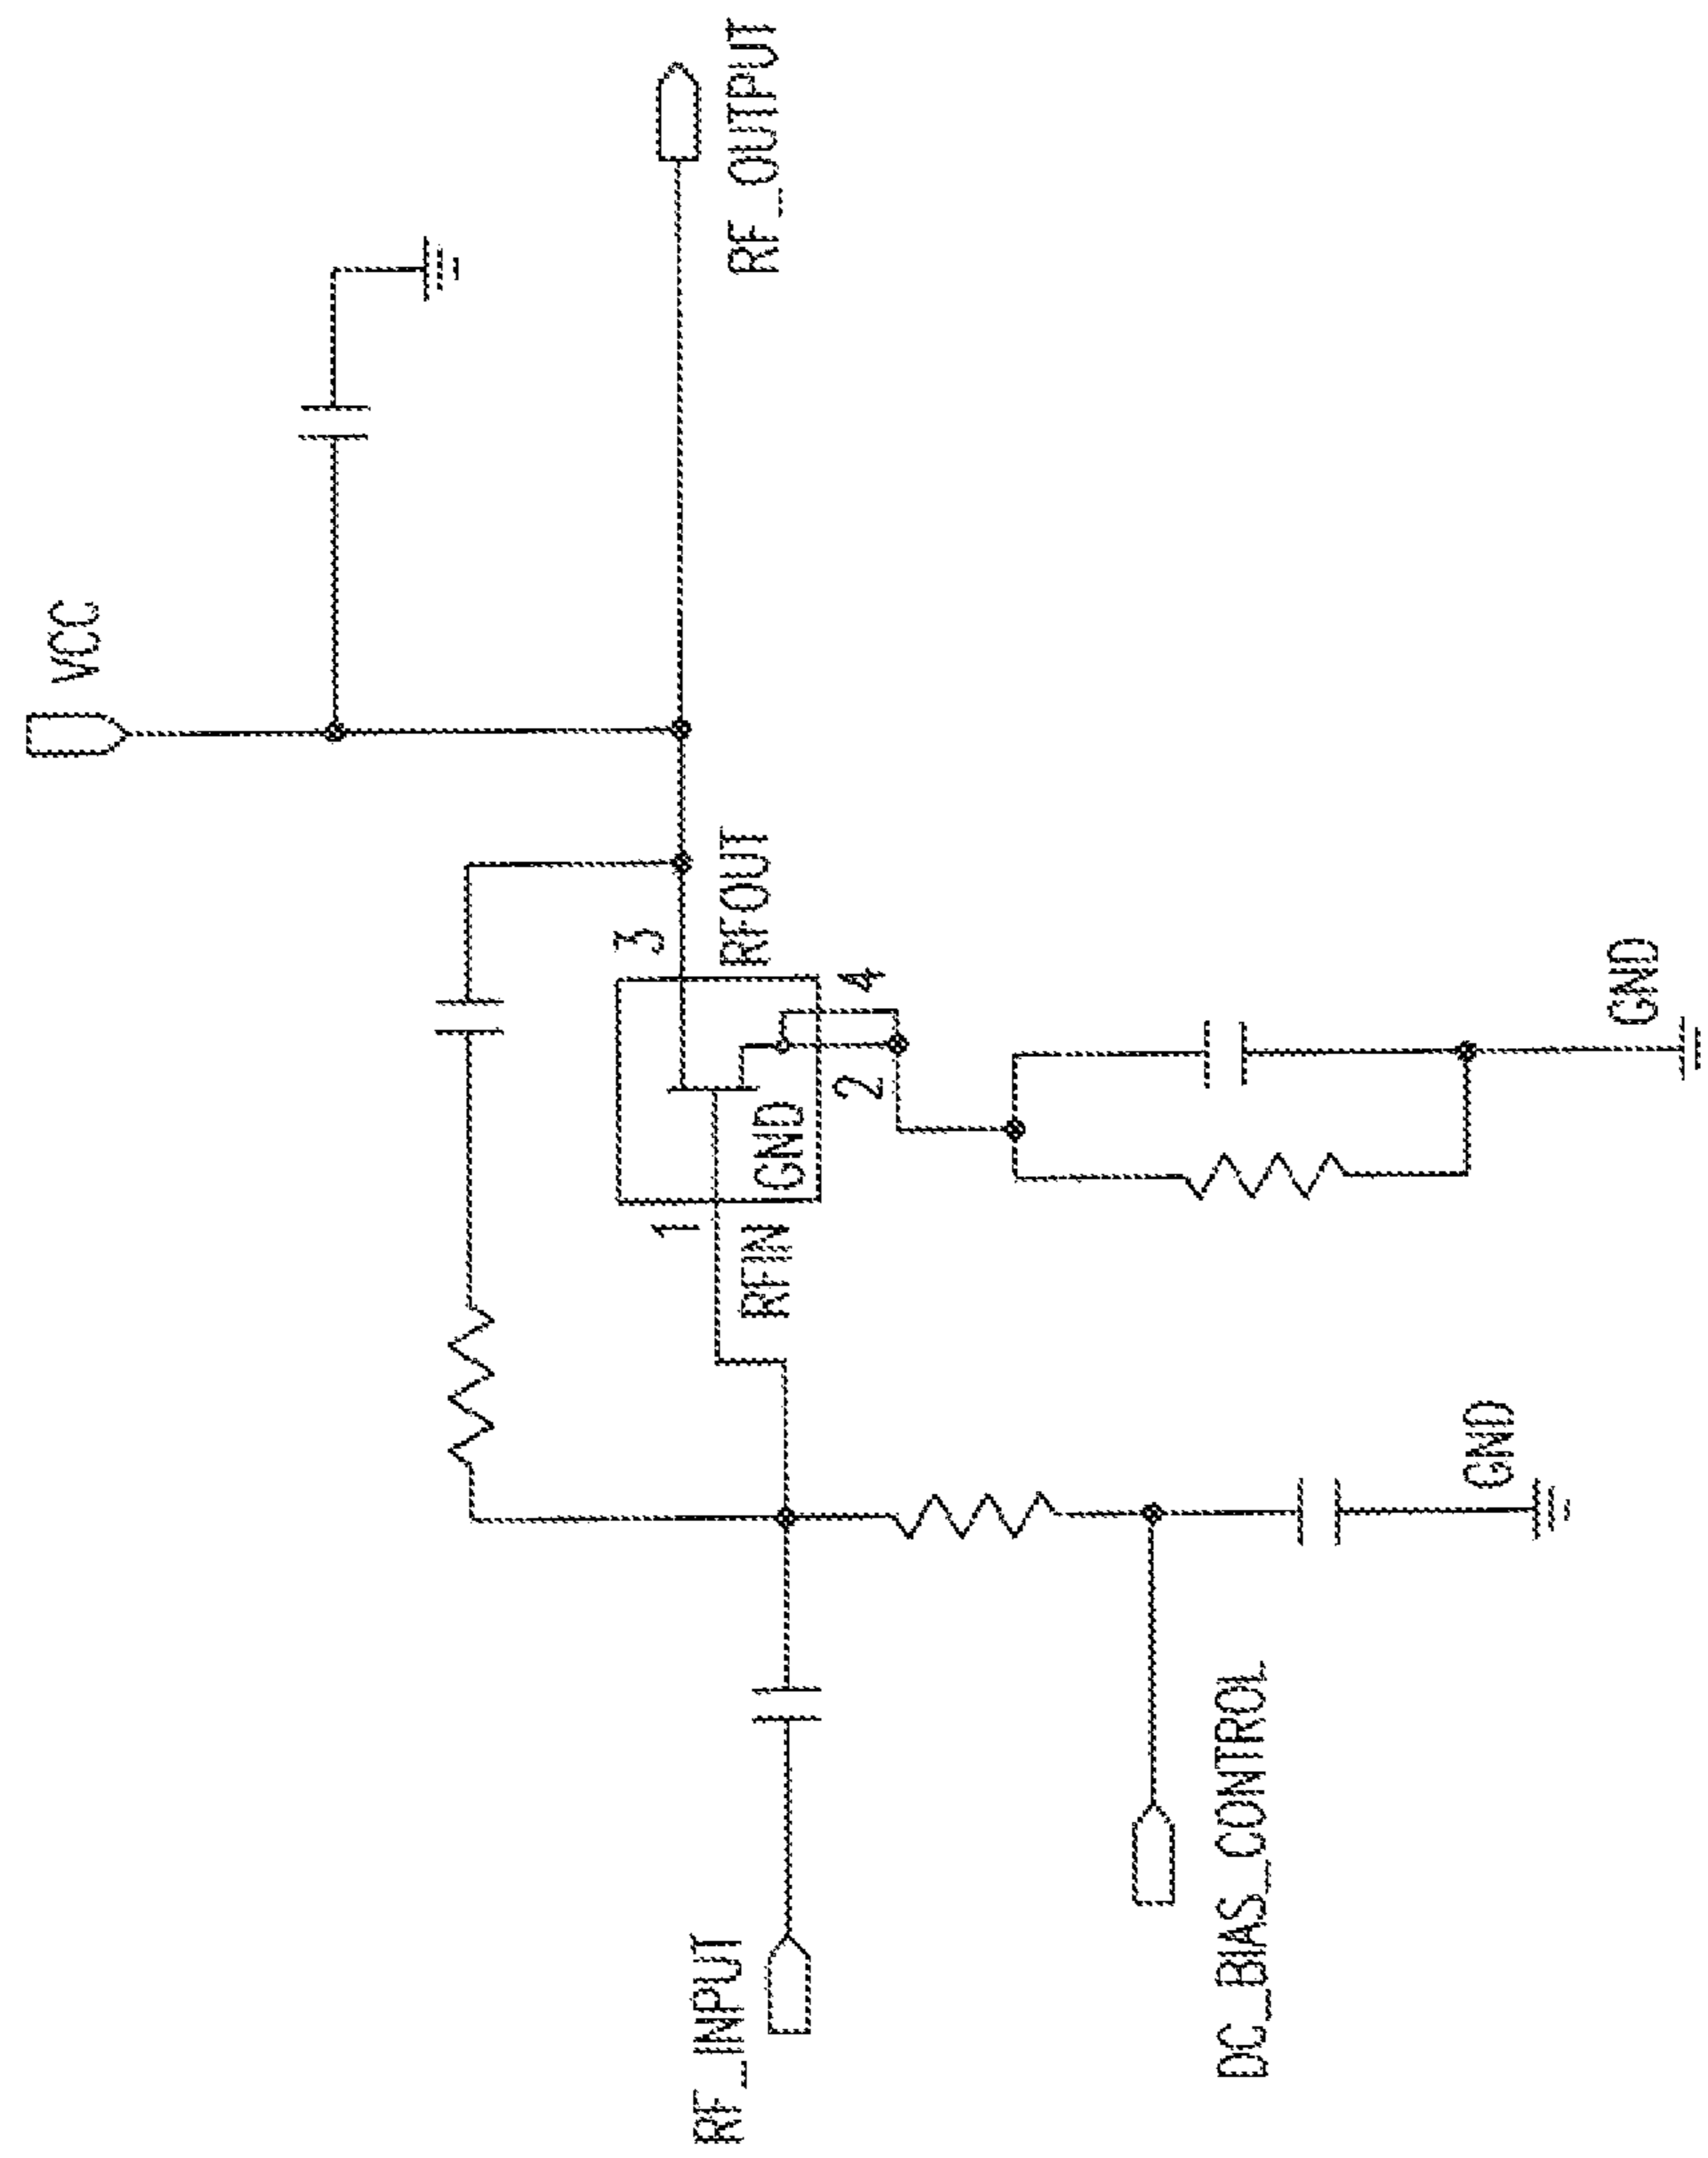 VCC
RF_OUTPUT
3
RFOUT
1
RFIN
GND
2
4
RF_INPUT
DC_BIAS_CONTROL
GND
GND